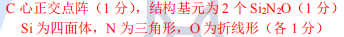 C 心正交点阵（1 分），结构基元为 2 个 Si₂N₂O（1 分）
Si 为四面体，N 为三角形，O 为折线形（各 1 分）